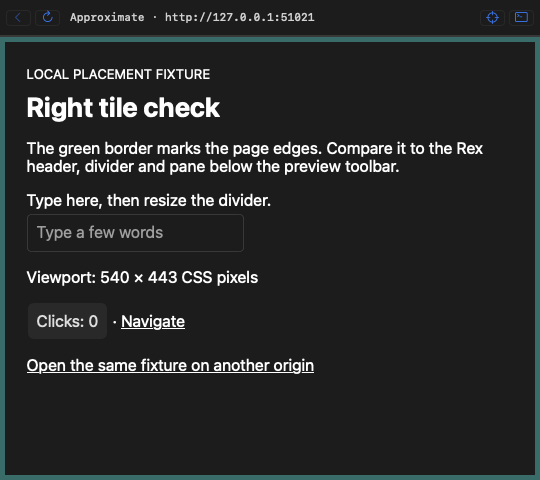 Approximate · http://127.0.0.1:51021
LOCAL PLACEMENT FIXTURE
Right tile check
The green border marks the page edges. Compare it to the Rex
header, divider and pane below the preview toolbar.
Type here, then resize the divider.
Type a few words
Viewport: 540 × 443 CSS pixels
Clicks: 0 · Navigate
Open the same fixture on another origin